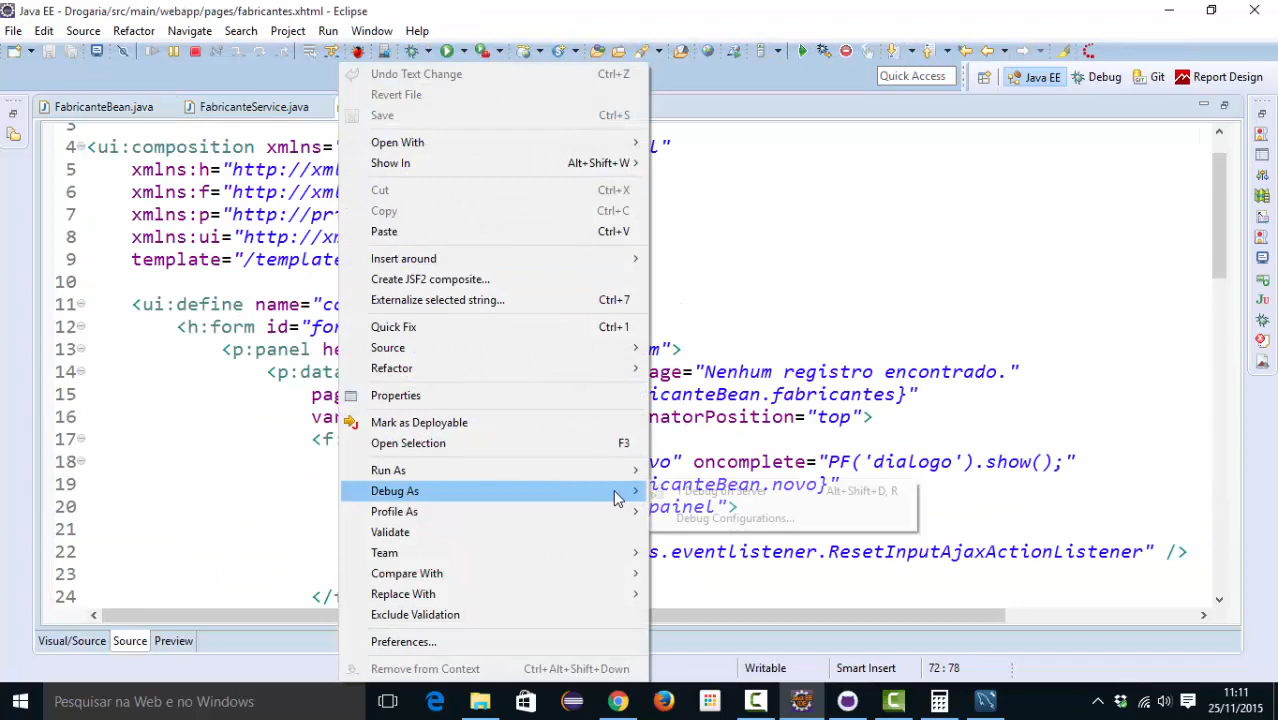 Java EE - Drogaria/src/main/webapp/pages/fabricantes.xhtml - Eclipse
File Edit Source Refactor Navigate Search Project Run Window Help
Quick Access Java EE Debug Git Report Design
FabricanteBean.java FabricanteService.java
Undo Text Change Ctrl+Z
Revert File
Save Ctrl+S
Open With
Show In Alt+Shift+W
Cut Ctrl+X
Copy Ctrl+C
Paste Ctrl+V
Insert around
Create JSF2 composite...
Externalize selected string... Ctrl+7
Quick Fix Ctrl+1
Source
Refactor
Properties
Mark as Deployable
Open Selection F3
Run As
Debug As
Profile As
Validate
Team
Compare With
Replace With
Exclude Validation
Preferences...
Remove from Context Ctrl+Alt+Shift+Down
Debug on Server Alt+Shift+D, R
Debug Configurations...
3
4 <ui:composition xmlns=" l"
5 xmlns:h="http://xm
6 xmlns:f="http://xm
7 xmlns:p="http://pr
8 xmlns:ui="http://xm
9 template="/template
10
11 <ui:define name="co
12 <h:form id="for
13 <p:panel he m">
14 <p:data age="Nenhum registro encontrado."
15 pag icanteBean.fabricantes}"
16 var natorPosition="top">
17 <f:
18 vo" oncomplete="PF('dialogo').show();"
19 icanteBean.novo}"
20 painel">
21
22 s.eventlistener.ResetInputAjaxActionListener" />
23
24 </f
Visual/Source Source Preview
Writable Smart Insert 72 : 78
Pesquisar na Web e no Windows
11:11
25/11/2015